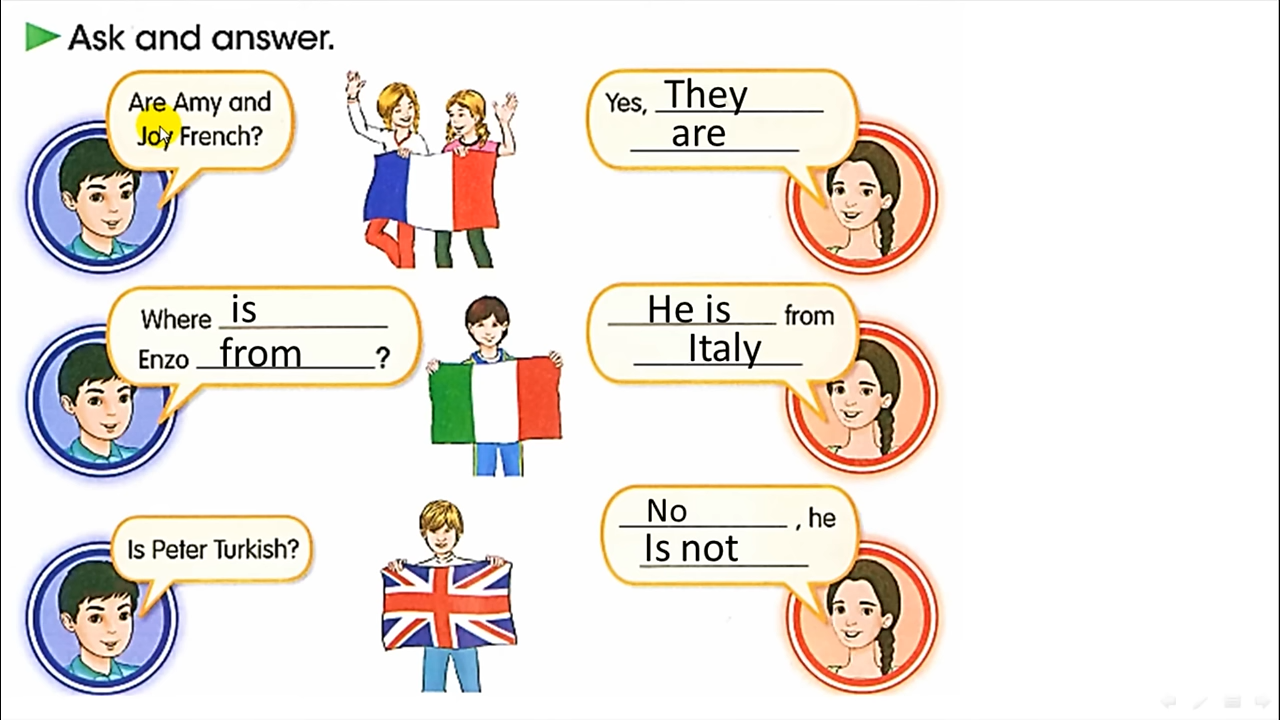 Ask and answer.
Are Amy and
Joy French?
Yes, They
are
Where is
Enzo from ?
He is from
Italy
Is Peter Turkish?
No , he
Is not